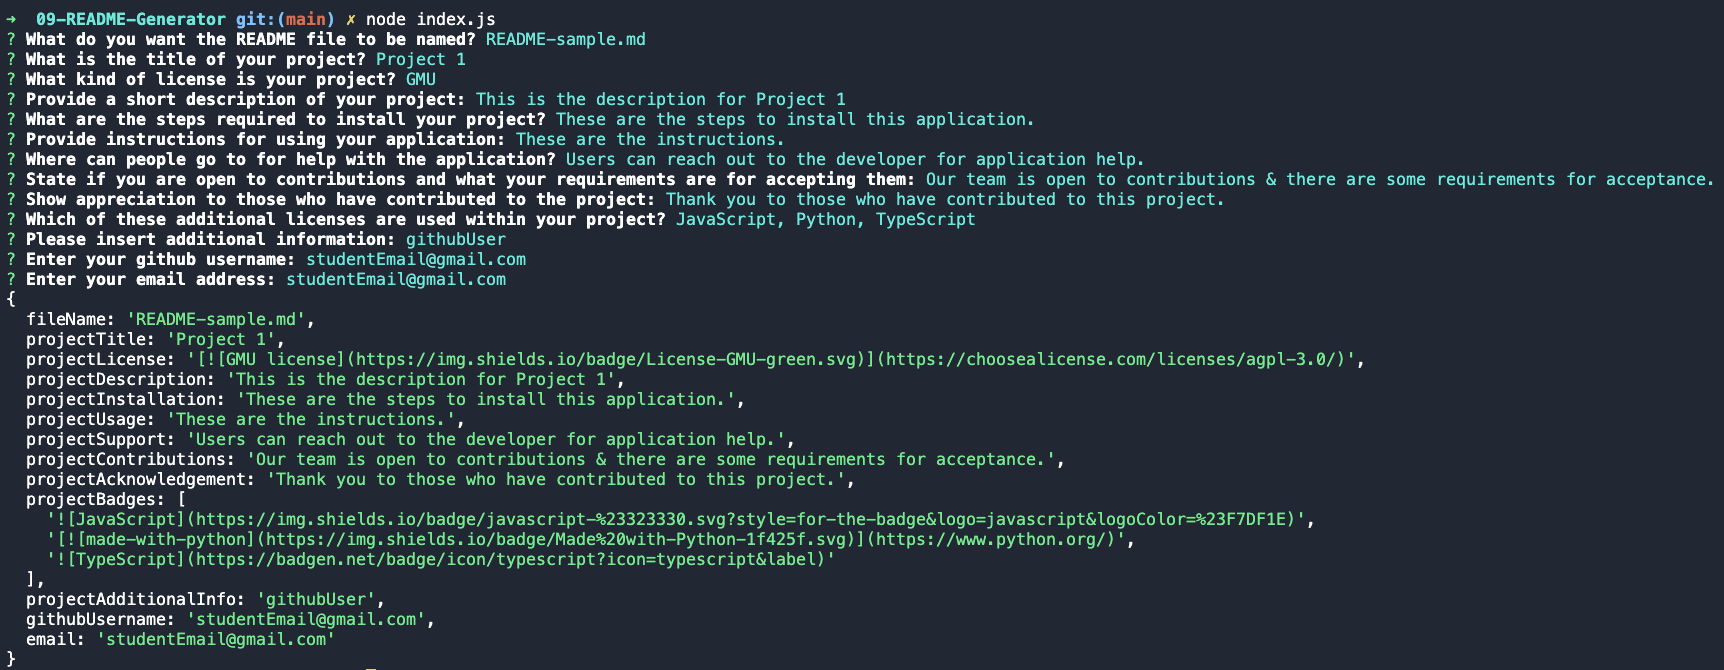 ➜  09-README-Generator git:(main) ✗ node index.js
? What do you want the README file to be named? README-sample.md
? What is the title of your project? Project 1
? What kind of license is your project? GMU
? Provide a short description of your project: This is the description for Project 1
? What are the steps required to install your project? These are the steps to install this application.
? Provide instructions for using your application: These are the instructions.
? Where can people go to for help with the application? Users can reach out to the developer for application help.
? State if you are open to contributions and what your requirements are for accepting them: Our team is open to contributions & there are some requirements for acceptance.
? Show appreciation to those who have contributed to the project: Thank you to those who have contributed to this project.
? Which of these additional licenses are used within your project? JavaScript, Python, TypeScript
? Please insert additional information: githubUser
? Enter your github username: studentEmail@gmail.com
? Enter your email address: studentEmail@gmail.com
{
  fileName: 'README-sample.md',
  projectTitle: 'Project 1',
  projectLicense: '[![GMU license](https://img.shields.io/badge/License-GMU-green.svg)](https://choosealicense.com/licenses/agpl-3.0/)',
  projectDescription: 'This is the description for Project 1',
  projectInstallation: 'These are the steps to install this application.',
  projectUsage: 'These are the instructions.',
  projectSupport: 'Users can reach out to the developer for application help.',
  projectContributions: 'Our team is open to contributions & there are some requirements for acceptance.',
  projectAcknowledgement: 'Thank you to those who have contributed to this project.',
  projectBadges: [
    '![JavaScript](https://img.shields.io/badge/javascript-%23323330.svg?style=for-the-badge&logo=javascript&logoColor=%23F7DF1E)',
    '[![made-with-python](https://img.shields.io/badge/Made%20with-Python-1f425f.svg)](https://www.python.org/)',
    '![TypeScript](https://badgen.net/badge/icon/typescript?icon=typescript&label)'
  ],
  projectAdditionalInfo: 'githubUser',
  githubUsername: 'studentEmail@gmail.com',
  email: 'studentEmail@gmail.com'
}